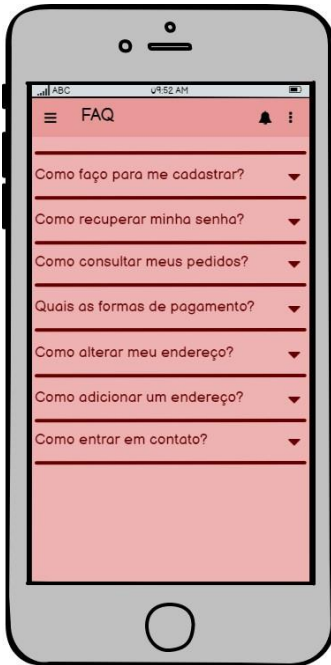 ABC 09:52 AM
FAQ
Como faço para me cadastrar?
Como recuperar minha senha?
Como consultar meus pedidos?
Quais as formas de pagamento?
Como alterar meu endereço?
Como adicionar um endereço?
Como entrar em contato?